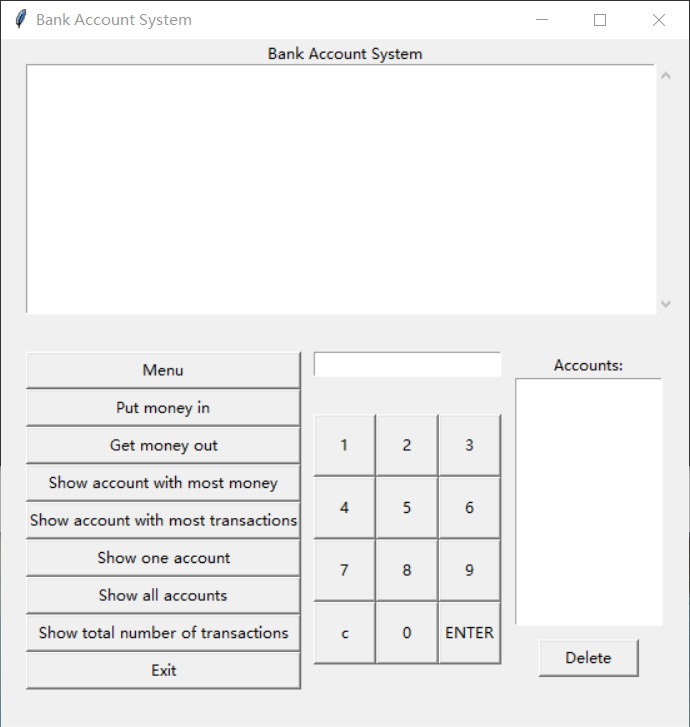 Bank Account System
Bank Account System
Menu
Put money in
Get money out
Show account with most money
Show account with most transactions
Show one account
Show all accounts
Show total number of transactions
Exit
1 2 3
4 5 6
7 8 9
c 0 ENTER
Accounts:
Delete